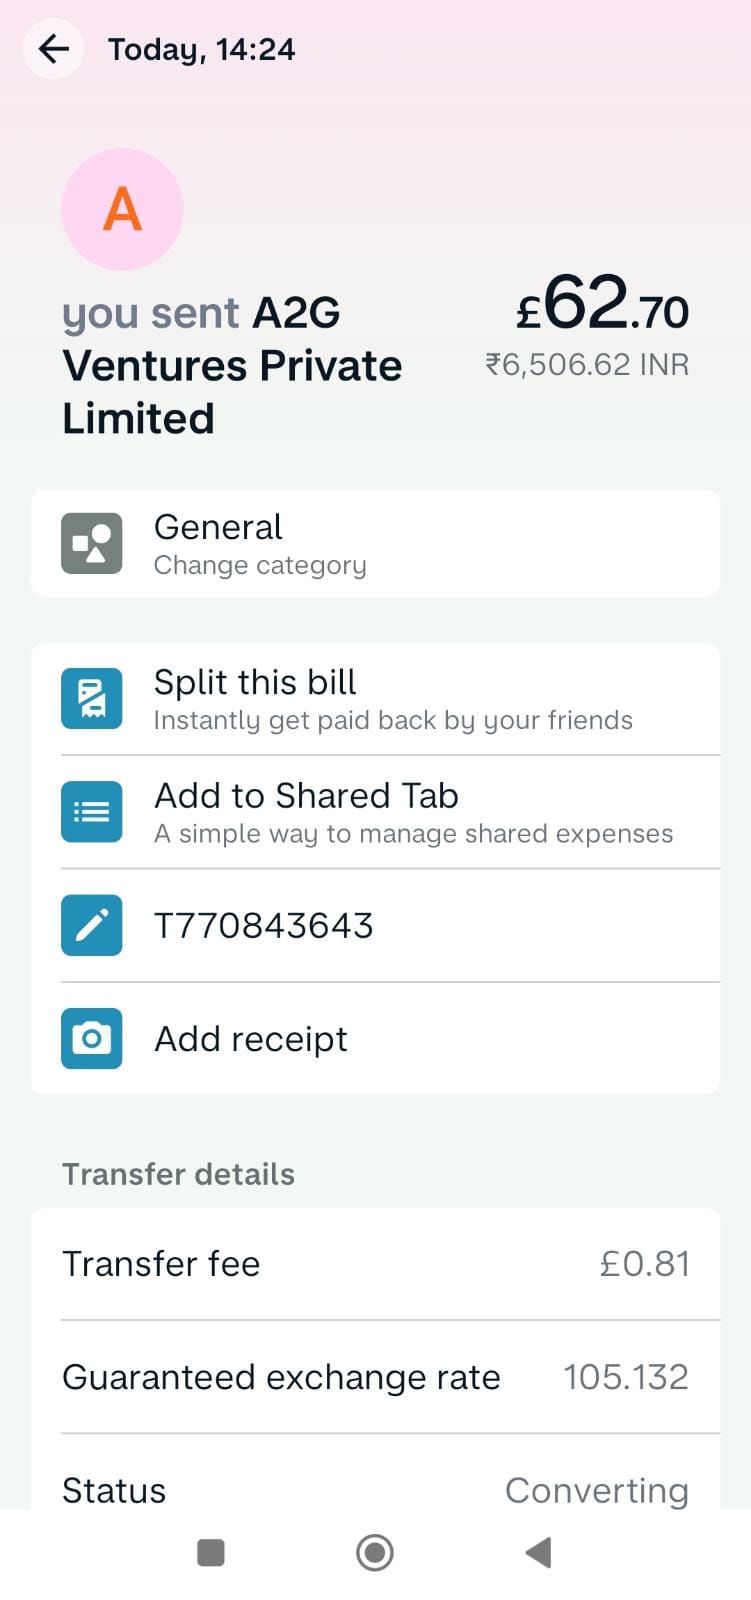 Today, 14:24
A
you sent A2G
Ventures Private
Limited
£62.70
₹6,506.62 INR
General
Change category
Split this bill
Instantly get paid back by your friends
Add to Shared Tab
A simple way to manage shared expenses
T770843643
Add receipt
Transfer details
Transfer fee £0.81
Guaranteed exchange rate 105.132
Status Converting